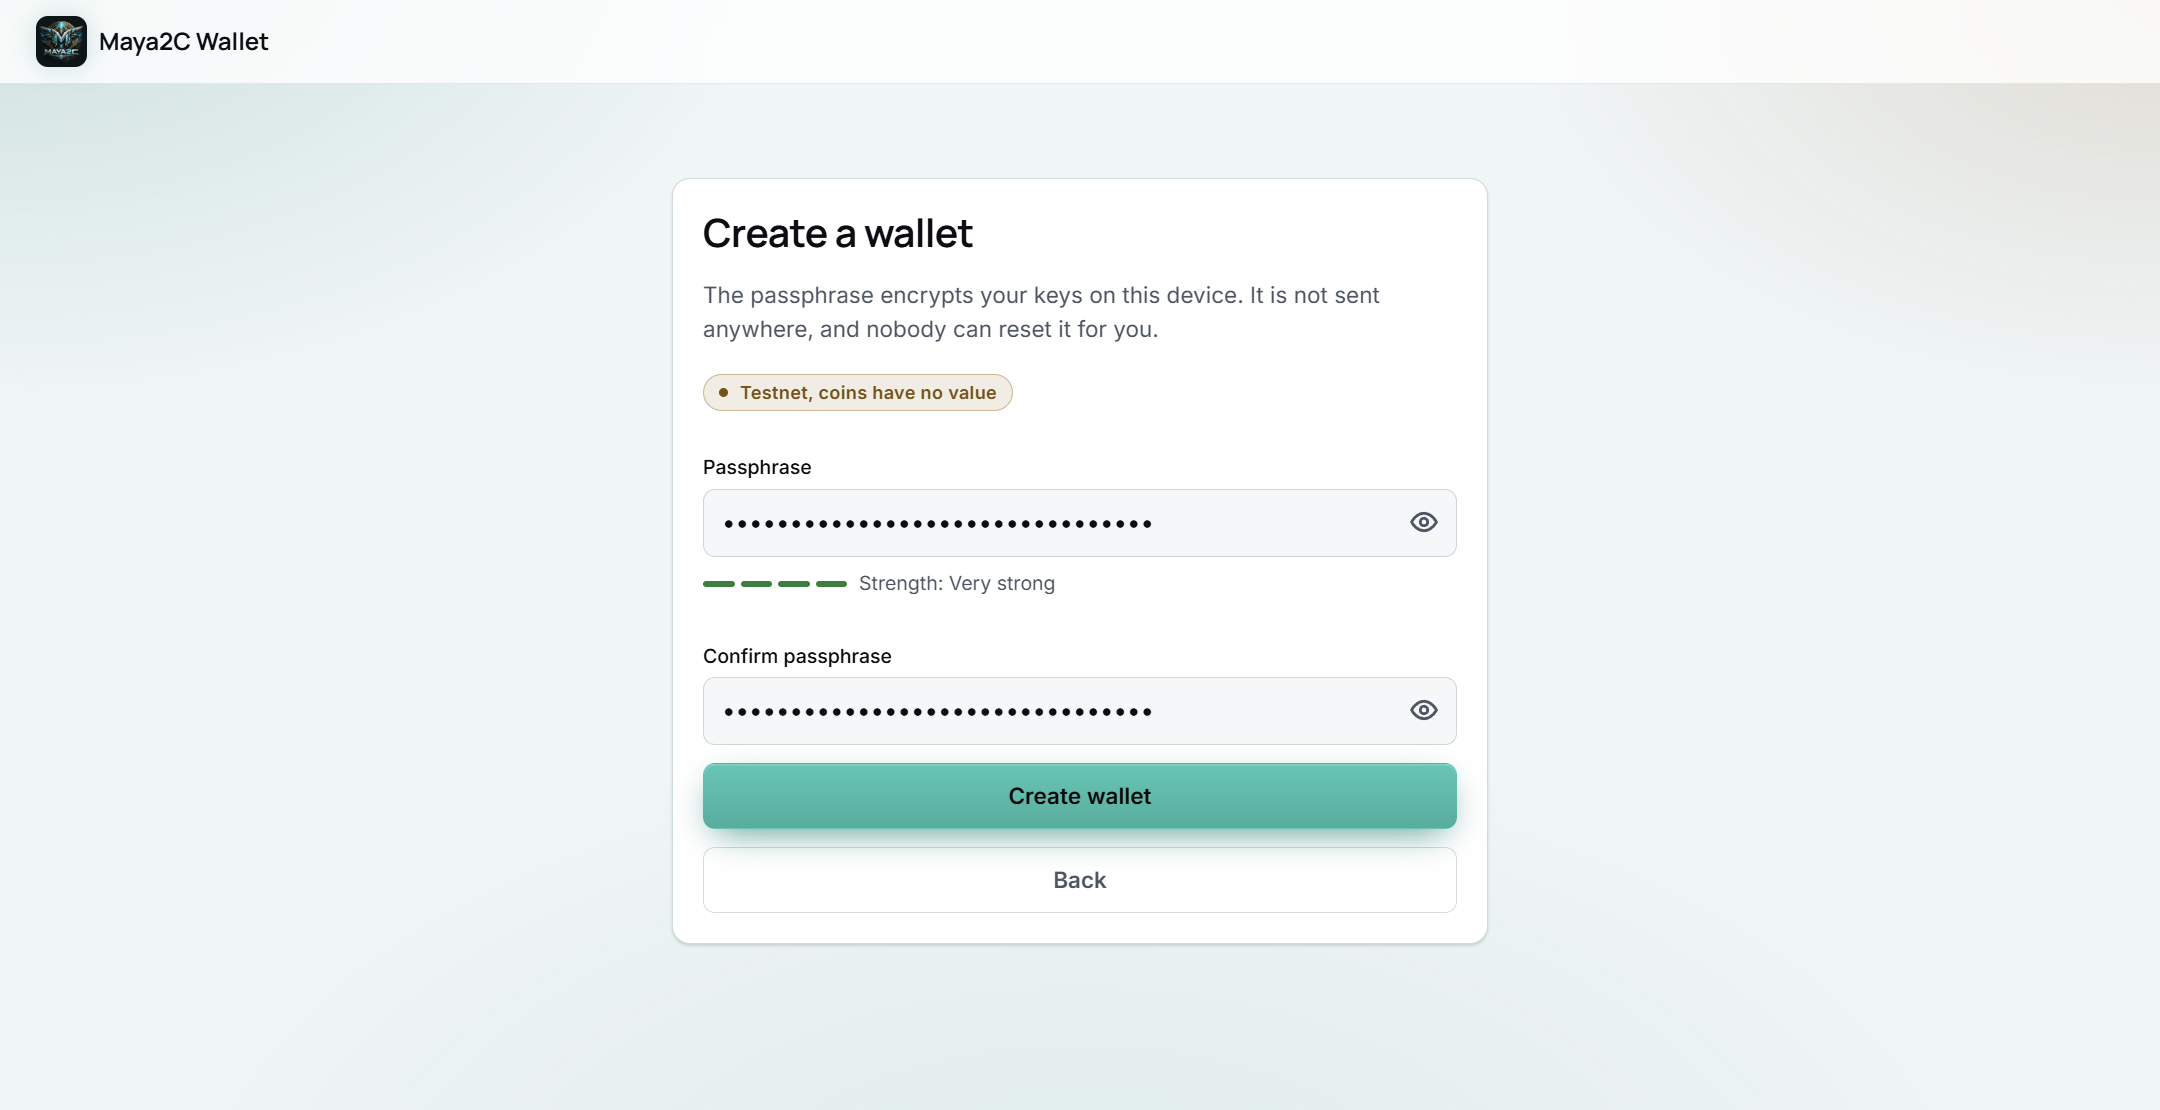 MAYA2C
Maya2C Wallet
Create a wallet
The passphrase encrypts your keys on this device. It is not sent
anywhere, and nobody can reset it for you.
Testnet, coins have no value
Passphrase
••••••••••••••••••••••••••••••••
Strength: Very strong
Confirm passphrase
••••••••••••••••••••••••••••••••
Create wallet
Back